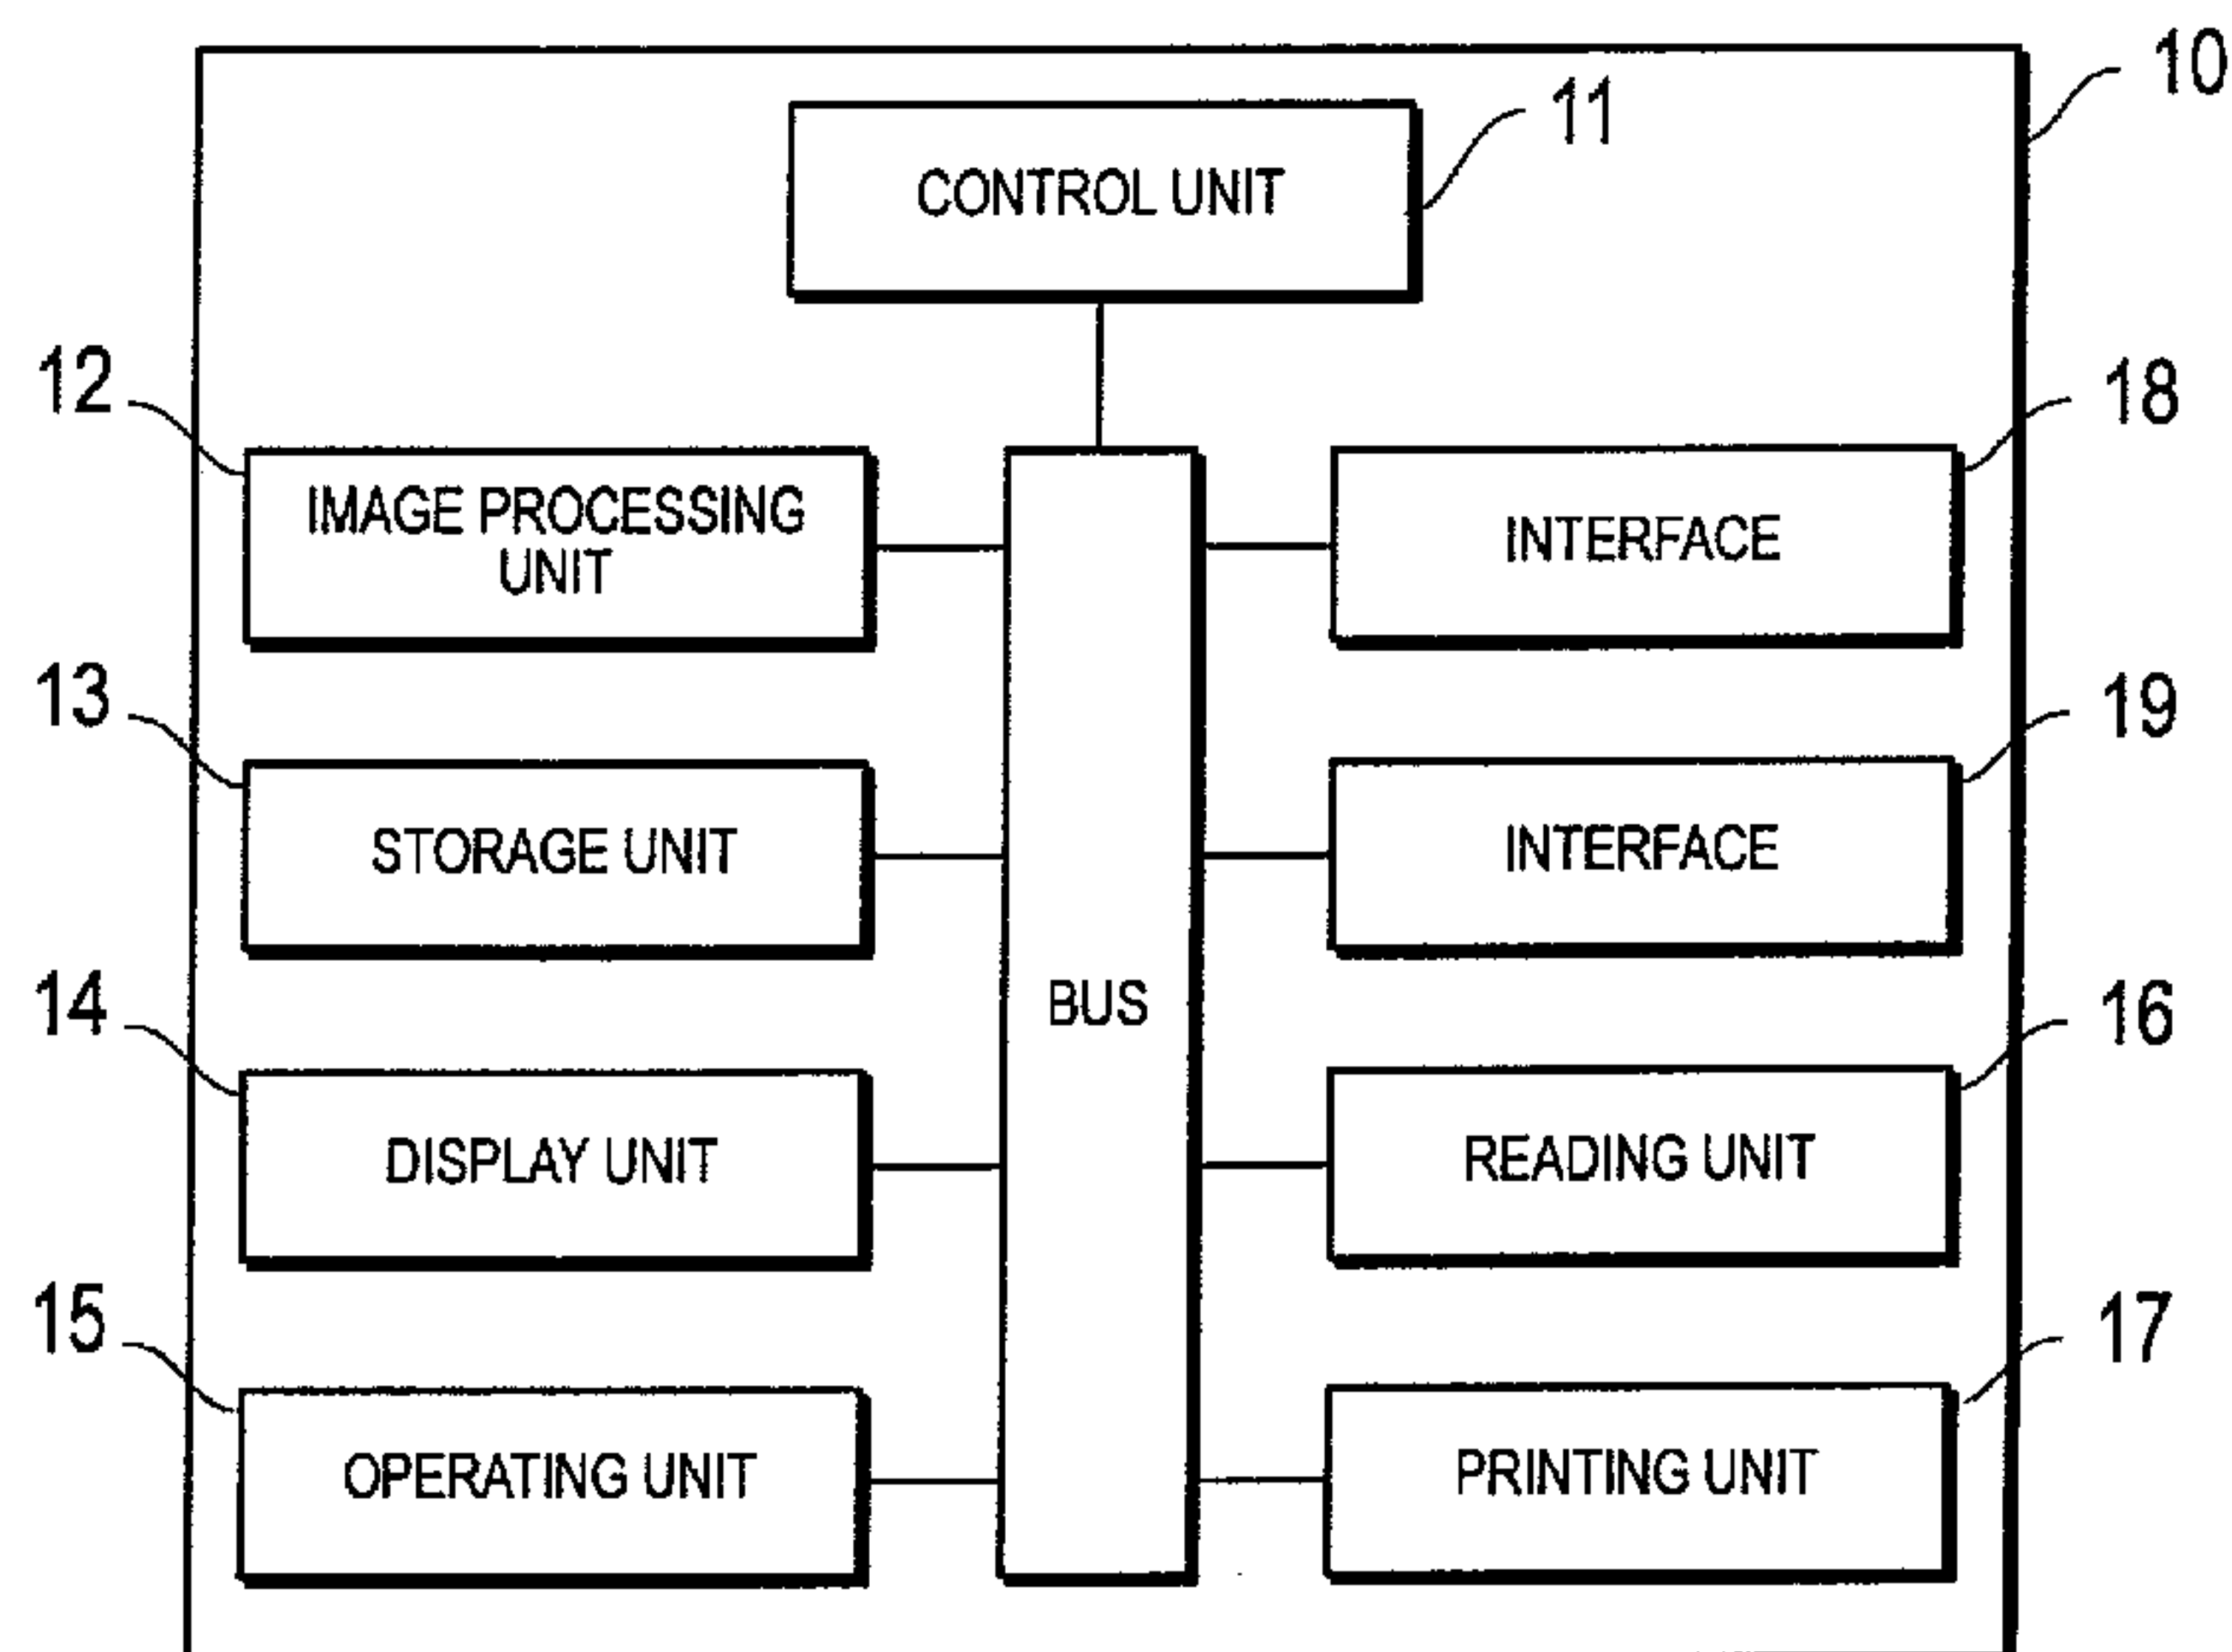 10
11
CONTROL UNIT
12
18
IMAGE PROCESSING
UNIT
INTERFACE
13
19
STORAGE UNIT
INTERFACE
BUS
14
16
DISPLAY UNIT
READING UNIT
15
17
OPERATING UNIT
PRINTING UNIT